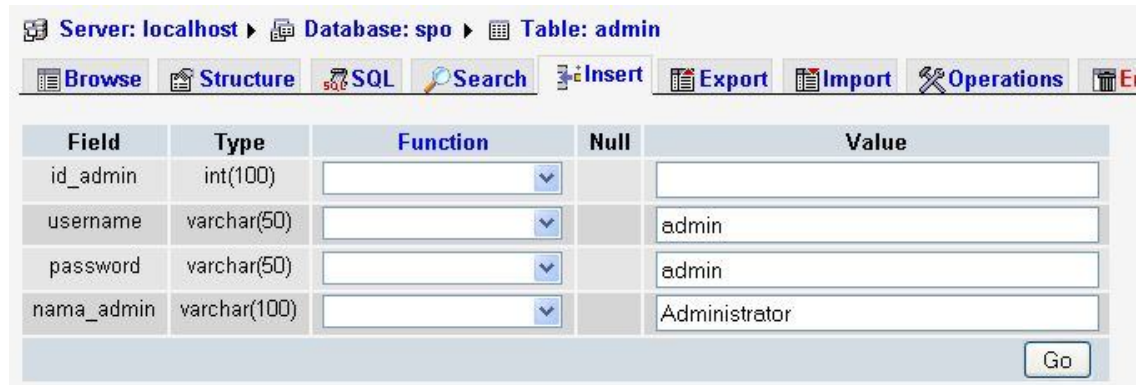 Server: localhost Database: spo Table: admin
Browse Structure SQL Search Insert Export Import Operations
Field Type Function Null Value
id_admin int(100)
username varchar(50) admin
password varchar(50) admin
nama_admin varchar(100) Administrator
Go